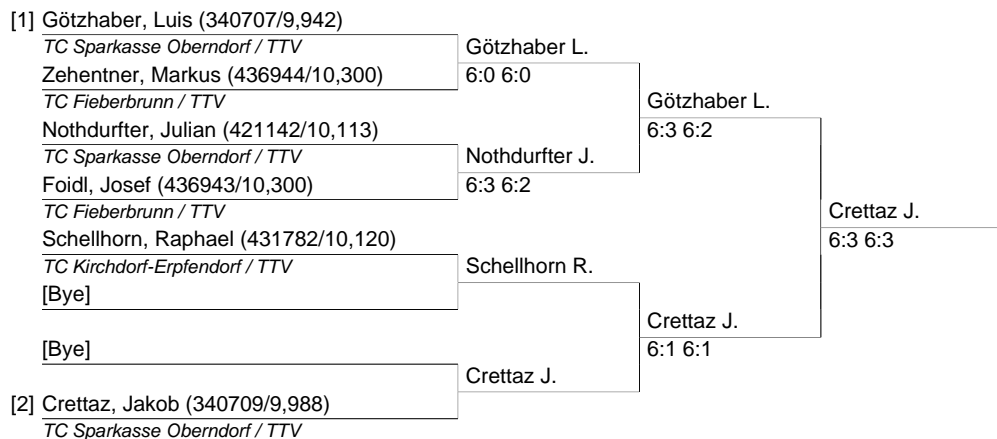 [1] Götzhaber, Luis (340707/9,942)
TC Sparkasse Oberndorf / TTV
Götzhaber L.
Zehentner, Markus (436944/10,300)
6:0 6:0
TC Fieberbrunn / TTV
Götzhaber L.
Nothdurfter, Julian (421142/10,113)
6:3 6:2
TC Sparkasse Oberndorf / TTV
Nothdurfter J.
Foidl, Josef (436943/10,300)
6:3 6:2
TC Fieberbrunn / TTV
Crettaz J.
Schellhorn, Raphael (431782/10,120)
6:3 6:3
TC Kirchdorf-Erpfendorf / TTV
Schellhorn R.
[Bye]
Crettaz J.
[Bye]
6:1 6:1
Crettaz J.
[2] Crettaz, Jakob (340709/9,988)
TC Sparkasse Oberndorf / TTV